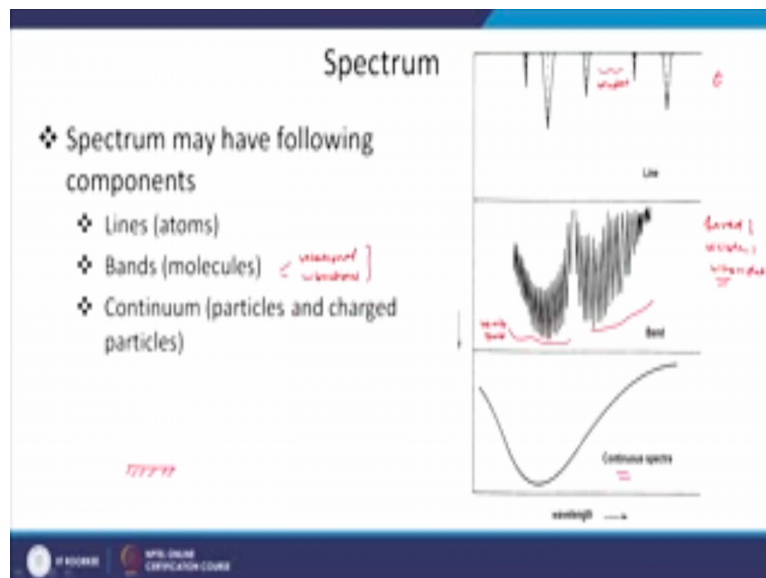 Spectrum
❖ Spectrum may have following
components
❖ Lines (atoms)
❖ Bands (molecules)
❖ Continuum (particles and charged
particles)
Line
Band
Continuous spectra
wavelength
IIT ROORKEE
NPTEL ONLINE
CERTIFICATION COURSE